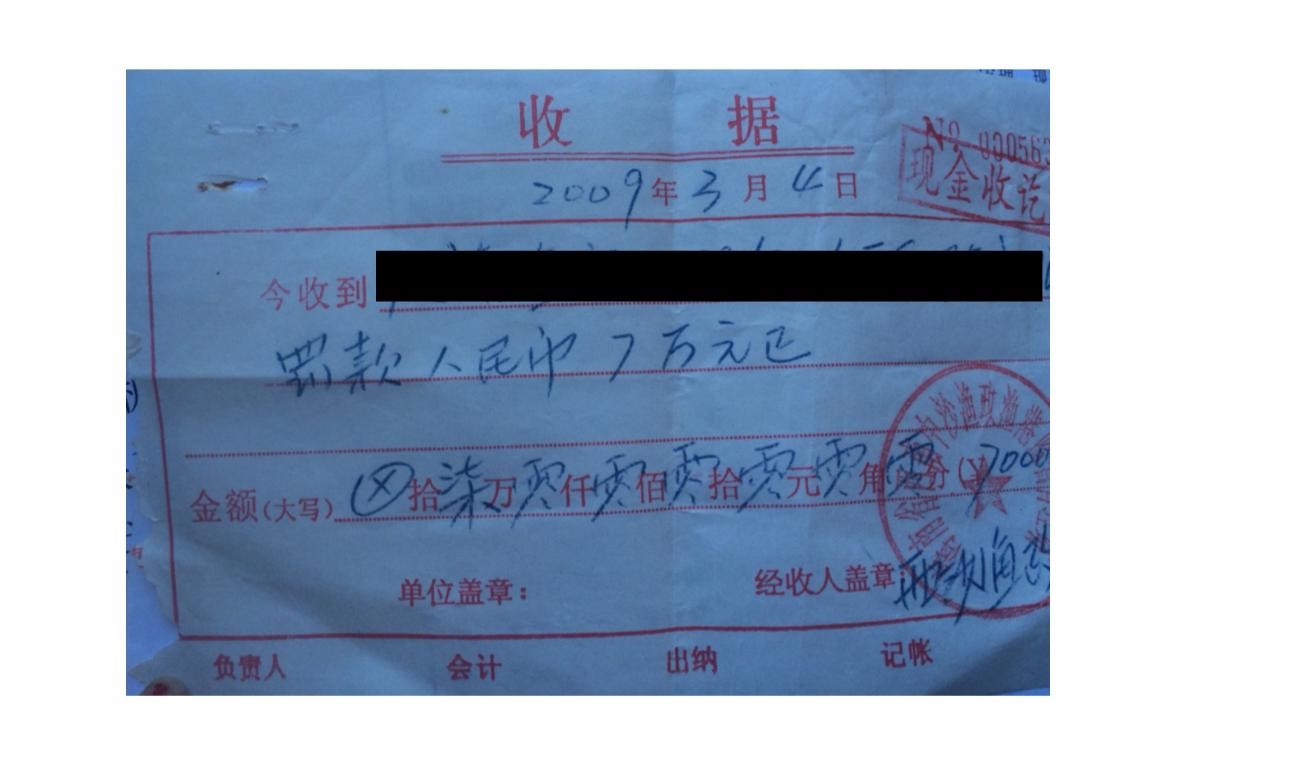 收据
No 000563
现金收讫
2009年3月4日
今收到
罚款人民币7万元正
金额(大写) ⊗拾柒万零仟零佰零拾零元零角零分(¥7000
单位盖章: 经收人盖章:
负责人 会计 出纳 记帐